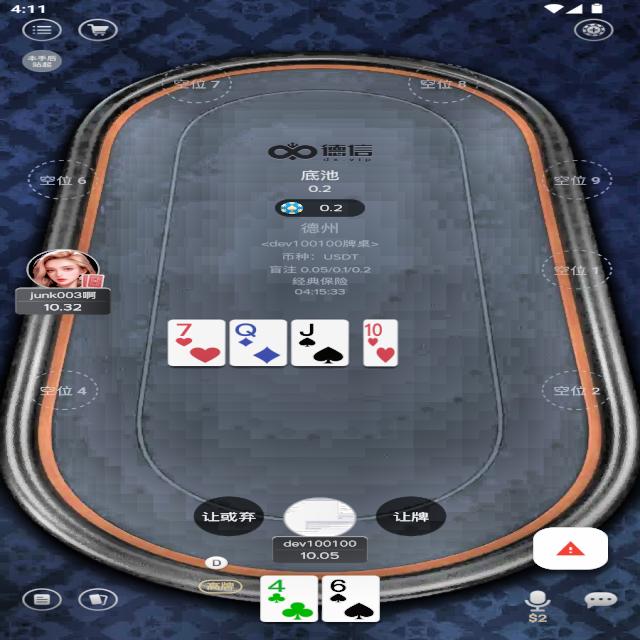 4:11
本手后
站起
空位 7
空位 8
德信
dx.vip
底池
0.2
0.2
空位 6
空位 9
德州
<dev100100牌桌>
币种：USDT
盲注 0.05/0.1/0.2
经典保险
04:15:33
空位 1
junk003啊
10.32
7
Q
J
10
空位 4
空位 2
让或弃
让牌
dev100100
10.05
D
高牌
4
6
$2